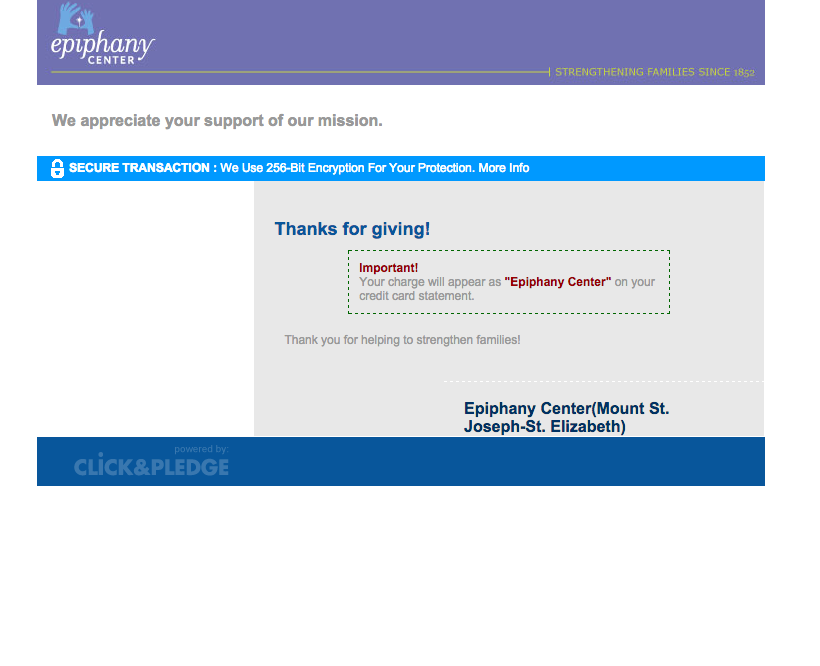 epiphany
CENTER
STRENGTHENING FAMILIES SINCE 1852
We appreciate your support of our mission.
SECURE TRANSACTION : We Use 256-Bit Encryption For Your Protection. More Info
Thanks for giving!
Important!
Your charge will appear as "Epiphany Center" on your
credit card statement.
Thank you for helping to strengthen families!
Epiphany Center(Mount St.
Joseph-St. Elizabeth)
powered by:
CLiCK&PLEDGE